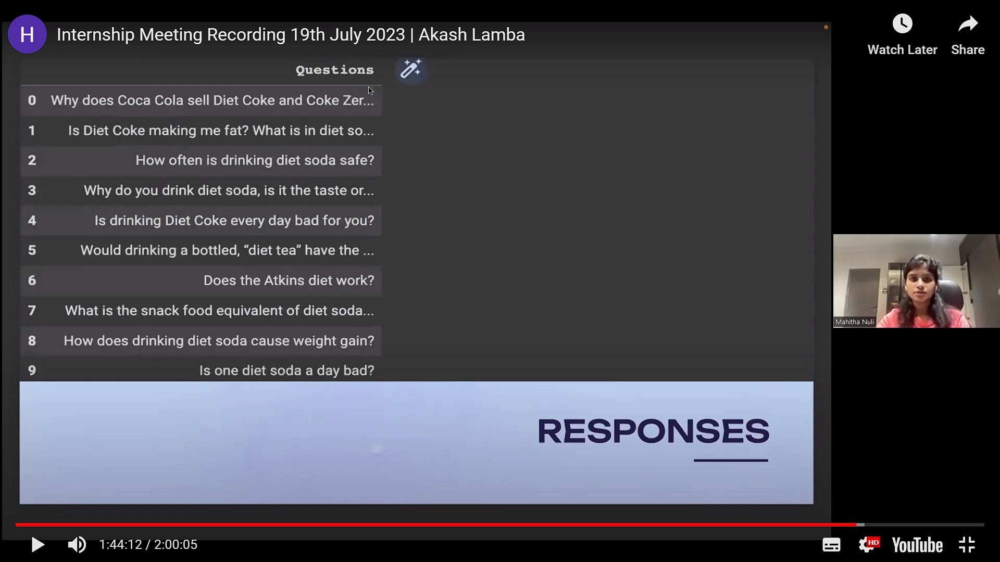 H
Internship Meeting Recording 19th July 2023 | Akash Lamba
Watch Later
Share
Questions
0 Why does Coca Cola sell Diet Coke and Coke Zer...
1 Is Diet Coke making me fat? What is in diet so...
2 How often is drinking diet soda safe?
3 Why do you drink diet soda, is it the taste or...
4 Is drinking Diet Coke every day bad for you?
5 Would drinking a bottled, “diet tea” have the ...
6 Does the Atkins diet work?
7 What is the snack food equivalent of diet soda...
8 How does drinking diet soda cause weight gain?
9 Is one diet soda a day bad?
Mahitha Nuli
RESPONSES
1:44:12 / 2:00:05
HD
YouTube